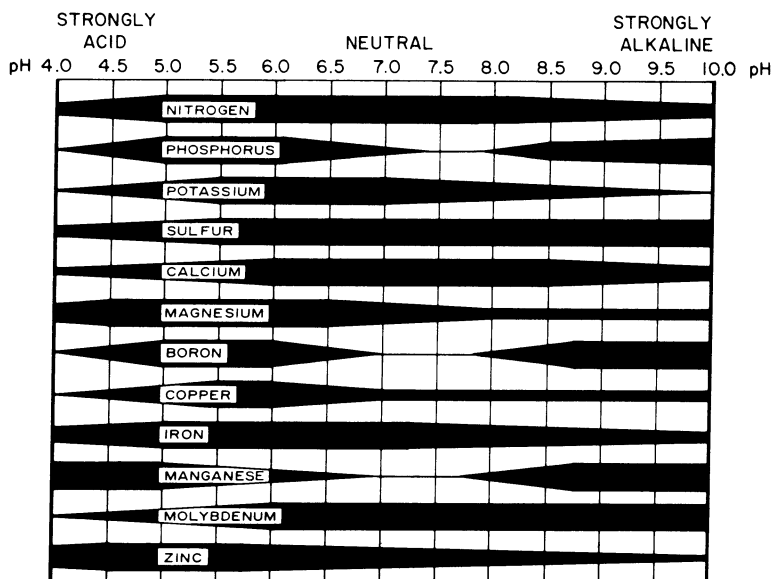 STRONGLY ACID NEUTRAL STRONGLY ALKALINE
pH 4.0 4.5 5.0 5.5 6.0 6.5 7.0 7.5 8.0 8.5 9.0 9.5 10.0 pH
NITROGEN
PHOSPHORUS
POTASSIUM
SULFUR
CALCIUM
MAGNESIUM
BORON
COPPER
IRON
MANGANESE
MOLYBDENUM
ZINC